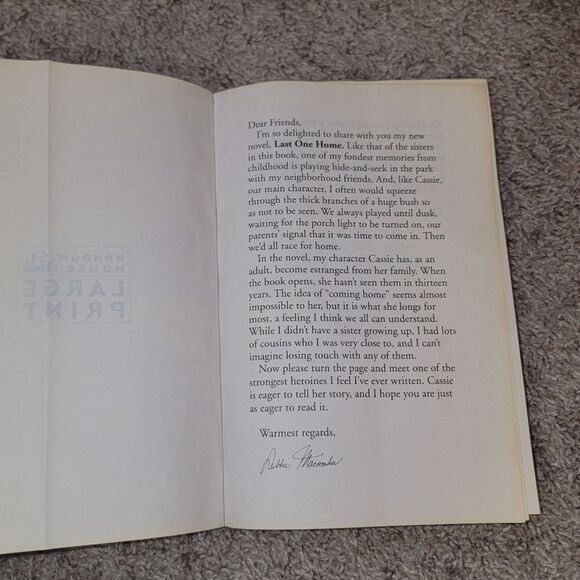 RANDOM
HOUSE
LARGE
PRINT
Dear Friends,
I'm so delighted to share with you my new
novel, Last One Home. Like that of the sisters
in this book, one of my fondest memories from
childhood is playing hide-and-seek in the park
with my neighborhood friends. And, like Cassie,
our main character, I often would squeeze
through the thick branches of a huge bush so
as not to be seen. We always played until dusk,
waiting for the porch light to be turned on, our
parents' signal that it was time to come in. Then
we'd all race for home.
In the novel, my character Cassie has, as an
adult, become estranged from her family. When
the book opens, she hasn't seen them in thirteen
years. The idea of "coming home" seems almost
impossible to her, but it is what she longs for
most, a feeling I think we all can understand.
While I didn't have a sister growing up, I had lots
of cousins who I was very close to, and I can't
imagine losing touch with any of them.
Now please turn the page and meet one of the
strongest heroines I feel I've ever written. Cassie
is eager to tell her story, and I hope you are just
as eager to read it.
Warmest regards,
Debbie Macomber